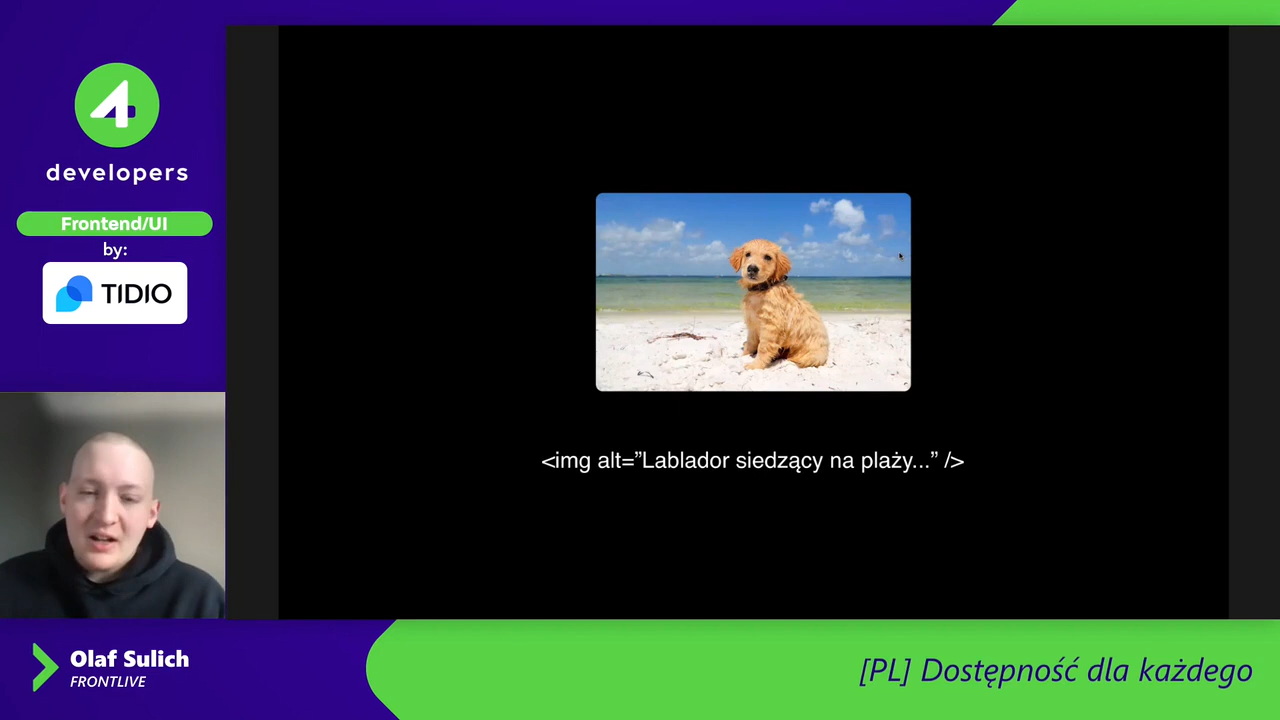 4
developers
Frontend/UI
by:
TIDIO
<img alt=”Lablador siedzący na plaży...” />
Olaf Sulich
FRONTLIVE
[PL] Dostępność dla każdego